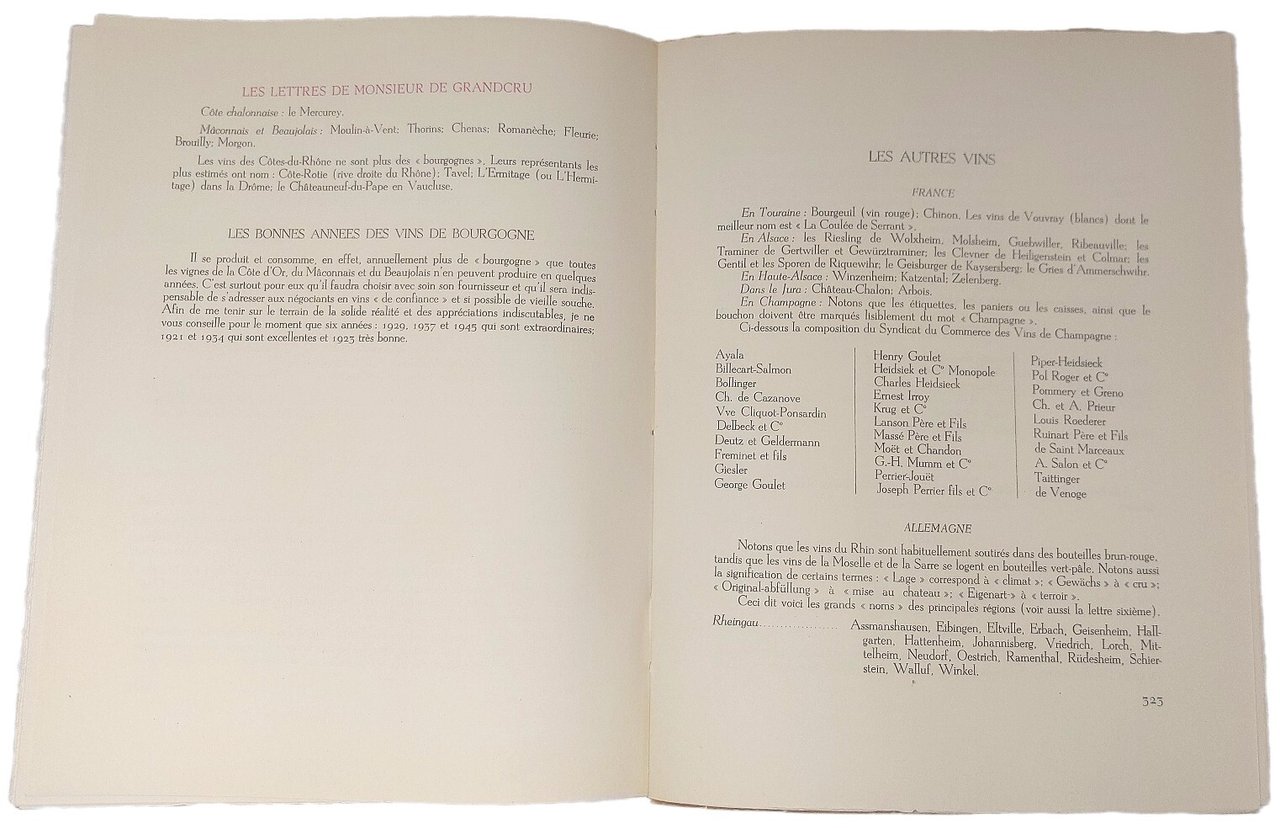 LES LETTRES DE MONSIEUR DE GRANDCRU
Côte chalonnaise : le Mercurey.
Mâconnais et Beaujolais : Moulin-à-Vent; Thorins; Chenas; Romanèche; Fleurie;
Brouilly; Morgon.
Les vins des Côtes-du-Rhône ne sont plus des « bourgognes ». Leurs représentants les
plus estimés ont nom : Côte-Rotie (rive droite du Rhône); Tavel; L'Ermitage (ou L'Hermi-
tage) dans la Drôme; le Châteauneuf-du-Pape en Vaucluse.
LES BONNES ANNEES DES VINS DE BOURGOGNE
Il se produit et consomme, en effet, annuellement plus de « bourgogne » que toutes
les vignes de la Côte d'Or, du Mâconnais et du Beaujolais n'en peuvent produire en quelques
années. C'est surtout pour eux qu'il faudra choisir avec soin son fournisseur et qu'il sera indis-
pensable de s'adresser aux négociants en vins « de confiance » et si possible de vieille souche.
Afin de me tenir sur le terrain de la solide réalité et des appréciations indiscutables, je ne
vous conseille pour le moment que six années : 1929, 1937 et 1945 qui sont extraordinaires;
1921 et 1934 qui sont excellentes et 1923 très bonne.
LES AUTRES VINS
FRANCE
En Touraine : Bourgeuil (vin rouge); Chinon. Les vins de Vouvray (blancs) dont le
meilleur nom est « La Coulée de Serrant ».
En Alsace : les Riesling de Wolxheim, Molsheim, Guebwiller, Ribeauville; les
Traminer de Gertwiller et Gewürztraminer; les Clevner de Heiligenstein et Colmar; les
Gentil et les Sporen de Riquewihr; le Geisburger de Kaysersberg; le Gries d'Ammerschwihr.
En Haute-Alsace : Winzenheim; Katzental; Zelenberg.
Dans le Jura : Château-Chalon; Arbois.
En Champagne : Notons que les étiquettes, les paniers ou les caisses, ainsi que le
bouchon doivent être marqués lisiblement du mot « Champagne ».
Ci-dessous la composition du Syndicat du Commerce des Vins de Champagne :
Ayala
Billecart-Salmon
Bollinger
Ch. de Cazanove
Vve Cliquot-Ponsardin
Delbeck et C°
Deutz et Geldermann
Freminet et fils
Giesler
George Goulet
Henry Goulet
Heidsiek et C° Monopole
Charles Heidsieck
Ernest Irroy
Krug et C°
Lanson Père et Fils
Massé Père et Fils
Moët et Chandon
G.-H. Mumm et C°
Perrier-Jouët
Joseph Perrier fils et C°
Piper-Heidsieck
Pol Roger et C°
Pommery et Greno
Ch. et A. Prieur
Louis Roederer
Ruinart Père et Fils
de Saint Marceaux
A. Salon et C°
Taittinger
de Venoge
ALLEMAGNE
Notons que les vins du Rhin sont habituellement soutirés dans des bouteilles brun-rouge,
tandis que les vins de la Moselle et de la Sarre se logent en bouteilles vert-pâle. Notons aussi
la signification de certains termes : « Lage » correspond à « climat »; « Gewächs » à « cru »;
« Original-abfüllung » à « mise au chateau »; « Eigenart » à « terroir ».
Ceci dit voici les grands « noms » des principales régions (voir aussi la lettre sixième).
Rheingau................... Assmanshausen, Eibingen, Eltville, Erbach, Geisenheim, Hall-
garten, Hattenheim, Johannisberg, Vriedrich, Lorch, Mit-
telheim, Neudorf, Oestrich, Ramenthal, Rüdesheim, Schier-
stein, Walluf, Winkel.
323